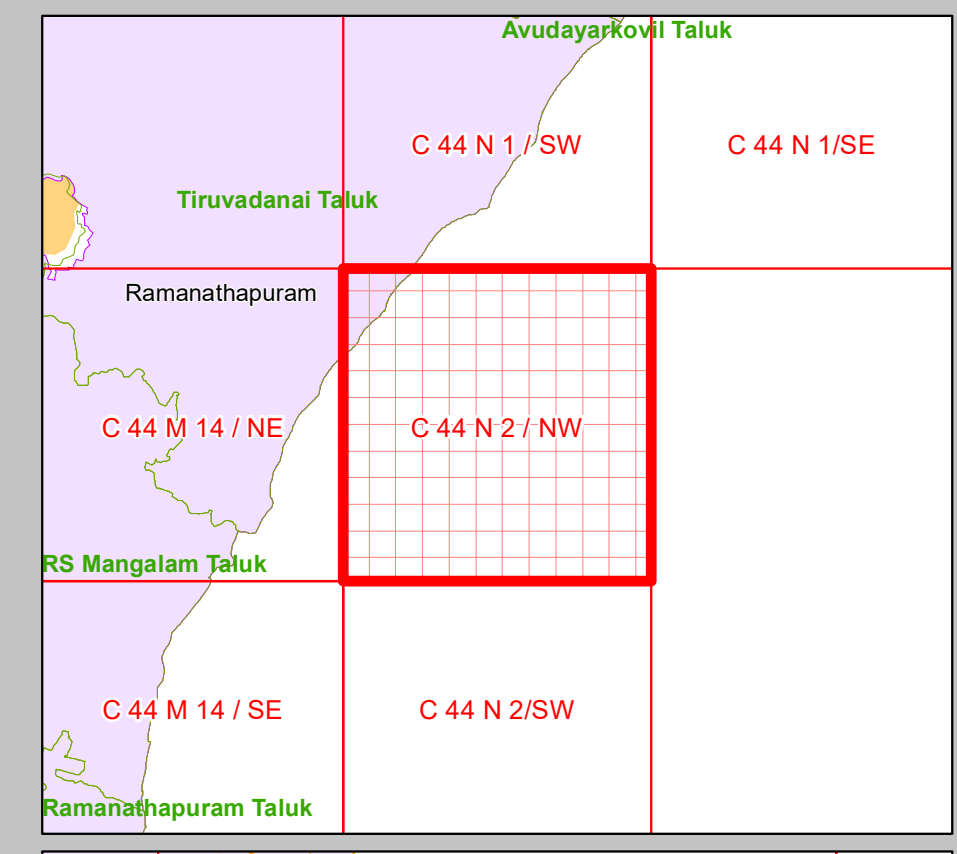 Avudayarkovil Taluk
C 44 N 1 / SW
C 44 N 1/SE
Tiruvadanai Taluk
Ramanathapuram
C 44 M 14 / NE
C 44 N 2 / NW
RS Mangalam Taluk
C 44 M 14 / SE
C 44 N 2/SW
Ramanathapuram Taluk